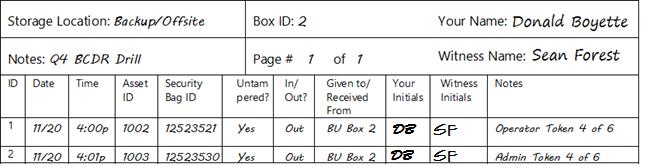 Storage Location: Backup/Offsite Box ID: 2 Your Name: Donald Boyette
Notes: Q4 BCDR Drill Page # 1 of 1 Witness Name: Sean Forest
ID Date Time Asset ID Security Bag ID Untam pered? In/ Out? Given to/ Received From Your Initials Witness Initials Notes
1 11/20 4:00p 1002 12523521 Yes Out BU Box 2 DB SF Operator Token 4 of 6
2 11/20 4:01p 1003 12523530 Yes Out BU Box 2 DB SF Admin Token 4 of 6